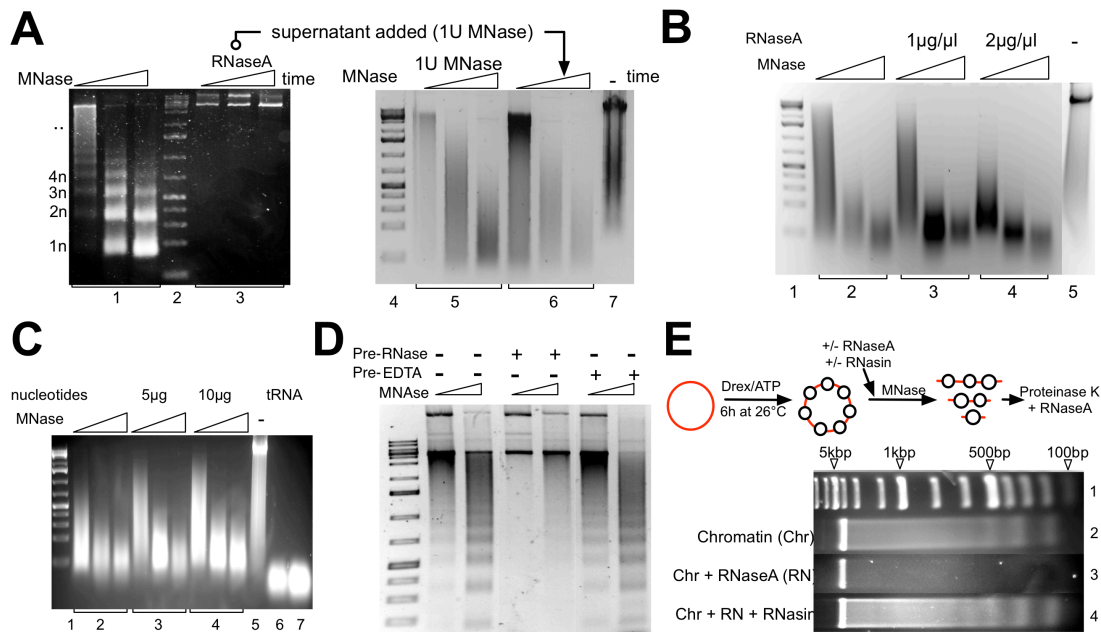 A
supernatant added (1U MNase)
RNaseA
MNase
time
MNase
1U MNase
-
time
..
4n
3n
2n
1n
1
2
3
4
5
6
7
B
RNaseA
1µg/µl
2µg/µl
-
MNase
1
2
3
4
5
C
nucleotides
5µg
10µg
tRNA
MNase
-
1
2
3
4
5
6
7
D
Pre-RNase - - + + - -
Pre-EDTA - - - - + +
MNAse
E
+/- RNaseA
+/- RNasin
Drex/ATP
6h at 26°C
MNase
Proteinase K
+ RNaseA
5kbp
1kbp
500bp
100bp
1
Chromatin (Chr)
2
Chr + RNaseA (RN)
3
Chr + RN + RNasin
4